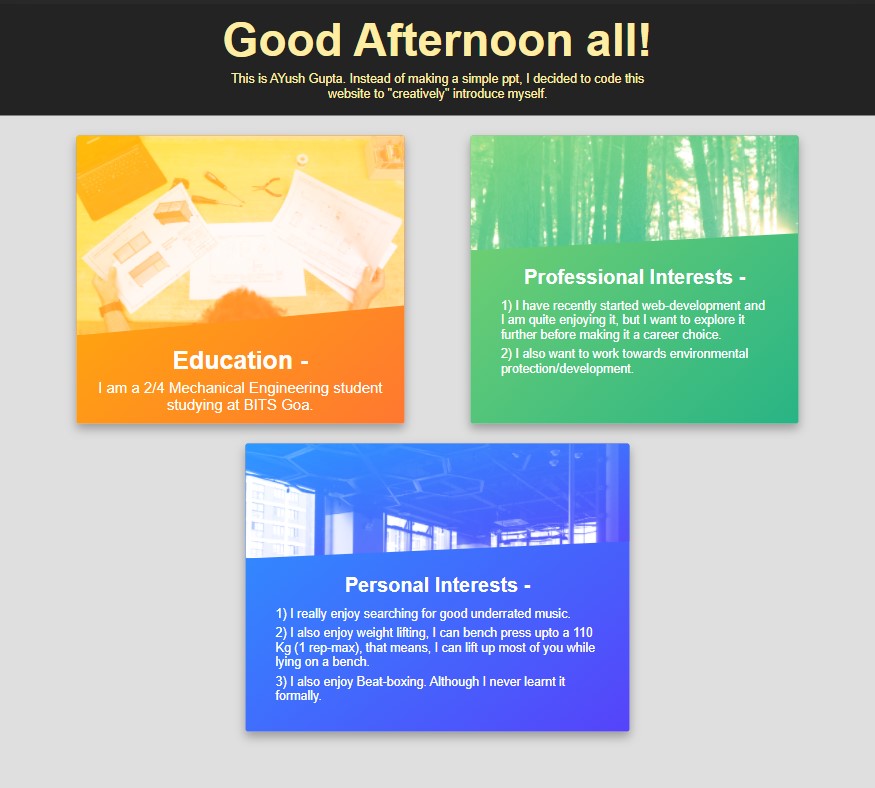 Good Afternoon all!
This is AYush Gupta. Instead of making a simple ppt, I decided to code this
website to "creatively" introduce myself.
Education -
I am a 2/4 Mechanical Engineering student
studying at BITS Goa.
Professional Interests -
1) I have recently started web-development and
I am quite enjoying it, but I want to explore it
further before making it a career choice.
2) I also want to work towards environmental
protection/development.
Personal Interests -
1) I really enjoy searching for good underrated music.
2) I also enjoy weight lifting, I can bench press upto a 110
Kg (1 rep-max), that means, I can lift up most of you while
lying on a bench.
3) I also enjoy Beat-boxing. Although I never learnt it
formally.